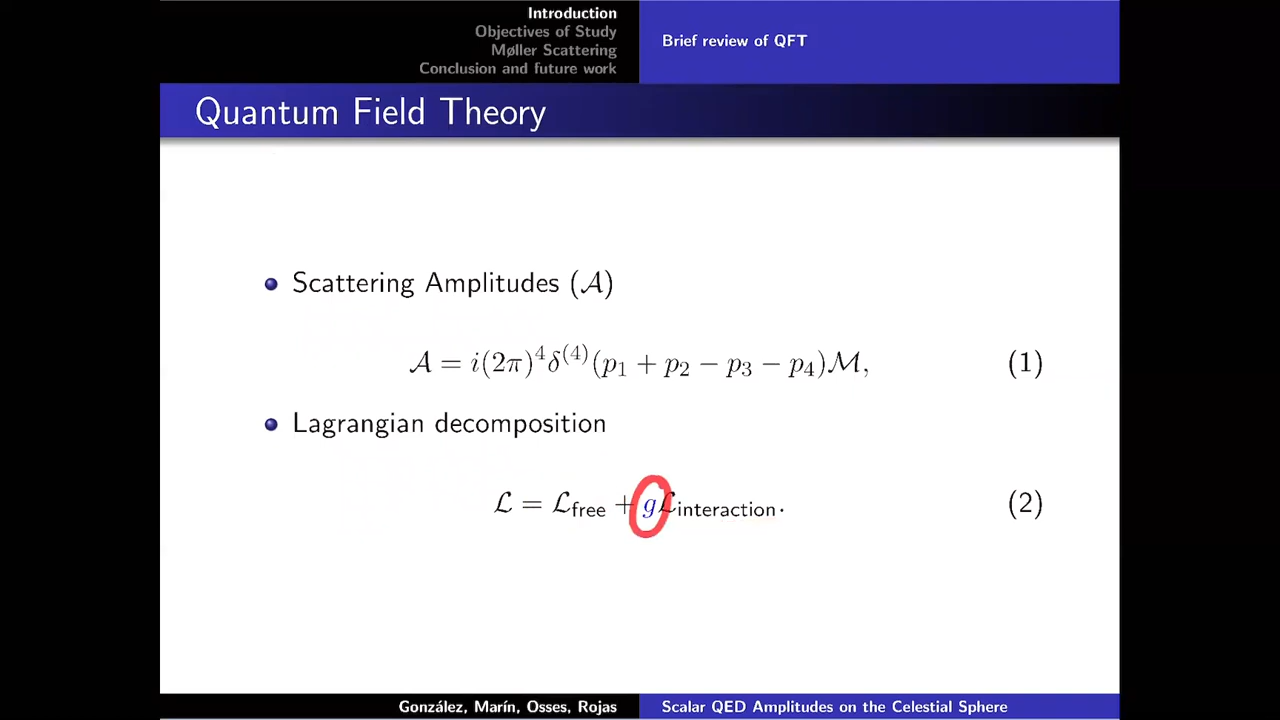 Introduction
Objectives of Study
Møller Scattering
Conclusion and future work
Brief review of QFT
Quantum Field Theory
Scattering Amplitudes (𝒜)
𝒜 = i(2π)⁴δ⁽⁴⁾(p₁ + p₂ − p₃ − p₄)ℳ, (1)
Lagrangian decomposition
ℒ = ℒ_free + gℒ_interaction. (2)
González, Marín, Osses, Rojas
Scalar QED Amplitudes on the Celestial Sphere